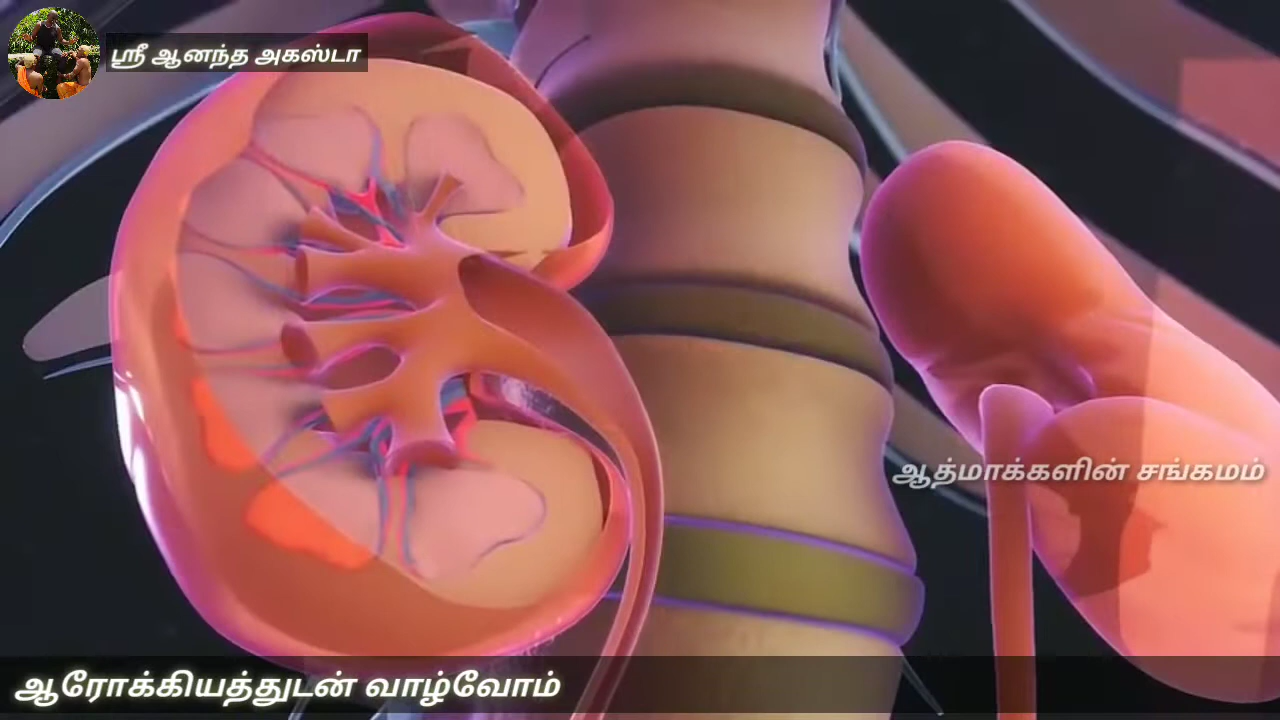 ஸ்ரீ ஆனந்த அகஸ்டா
ஆத்மாக்களின் சங்கமம்
ஆரோக்கியத்துடன் வாழ்வோம்